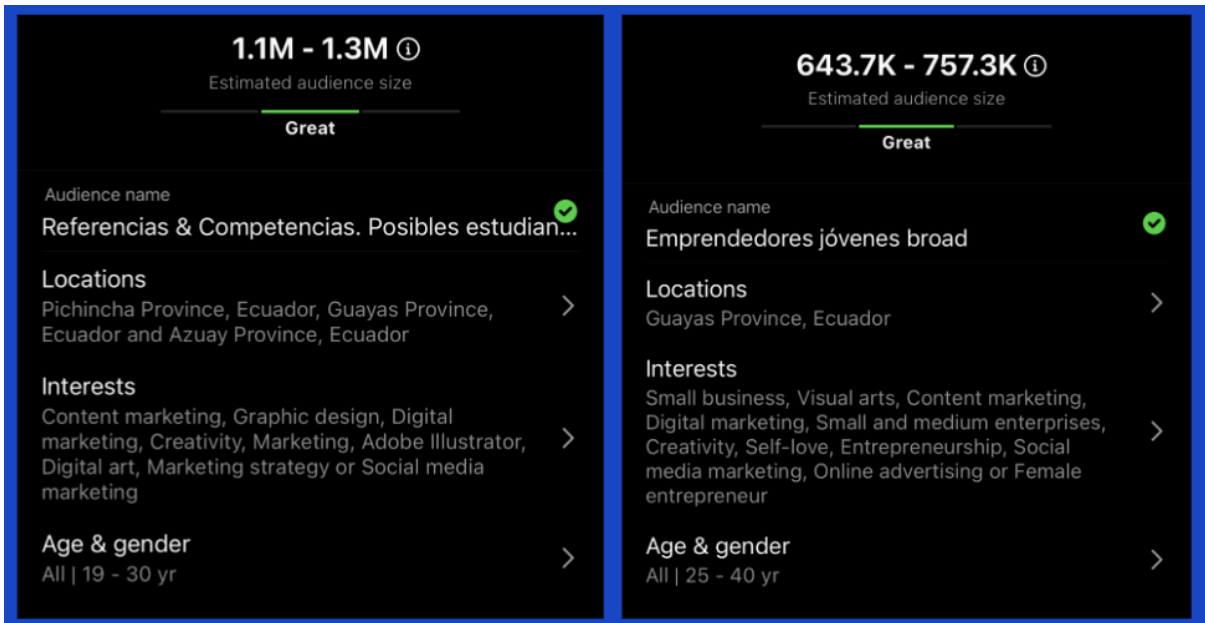 1.1M - 1.3M
Estimated audience size
Great
Audience name
Referencias & Competencias. Posibles estudian...
Locations
Pichincha Province, Ecuador, Guayas Province,
Ecuador and Azuay Province, Ecuador
Interests
Content marketing, Graphic design, Digital
marketing, Creativity, Marketing, Adobe Illustrator,
Digital art, Marketing strategy or Social media
marketing
Age & gender
All | 19 - 30 yr
643.7K - 757.3K
Estimated audience size
Great
Audience name
Emprendedores jóvenes broad
Locations
Guayas Province, Ecuador
Interests
Small business, Visual arts, Content marketing,
Digital marketing, Small and medium enterprises,
Creativity, Self-love, Entrepreneurship, Social
media marketing, Online advertising or Female
entrepreneur
Age & gender
All | 25 - 40 yr